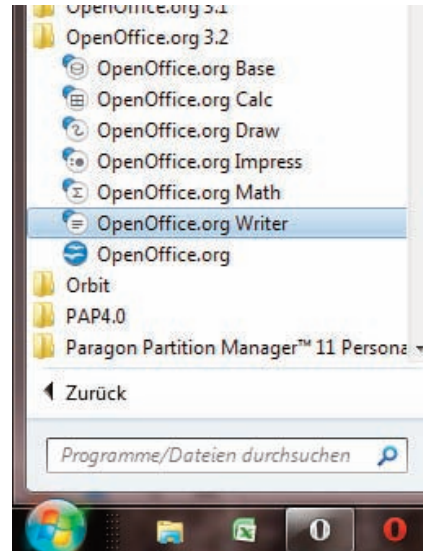 OpenOffice.org 3.1
OpenOffice.org 3.2
OpenOffice.org Base
OpenOffice.org Calc
OpenOffice.org Draw
OpenOffice.org Impress
OpenOffice.org Math
OpenOffice.org Writer
OpenOffice.org
Orbit
PAP4.0
Paragon Partition Manager™ 11 Persona
Zurück
Programme/Dateien durchsuchen